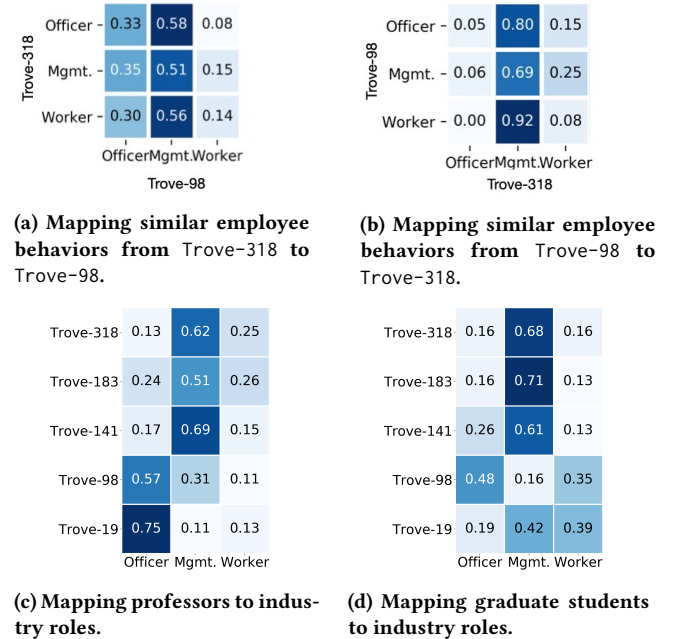 Trove-318
Officer 0.33 0.58 0.08
Mgmt. 0.35 0.51 0.15
Worker 0.30 0.56 0.14
Officer Mgmt. Worker
Trove-98
(a) Mapping similar employee
behaviors from Trove-318 to
Trove-98.
Trove-98
Officer 0.05 0.80 0.15
Mgmt. 0.06 0.69 0.25
Worker 0.00 0.92 0.08
Officer Mgmt. Worker
Trove-318
(b) Mapping similar employee
behaviors from Trove-98 to
Trove-318.
Trove-318 0.13 0.62 0.25
Trove-183 0.24 0.51 0.26
Trove-141 0.17 0.69 0.15
Trove-98 0.57 0.31 0.11
Trove-19 0.75 0.11 0.13
Officer Mgmt. Worker
(c) Mapping professors to indus-
try roles.
Trove-318 0.16 0.68 0.16
Trove-183 0.16 0.71 0.13
Trove-141 0.26 0.61 0.13
Trove-98 0.48 0.16 0.35
Trove-19 0.19 0.42 0.39
Officer Mgmt. Worker
(d) Mapping graduate students
to industry roles.